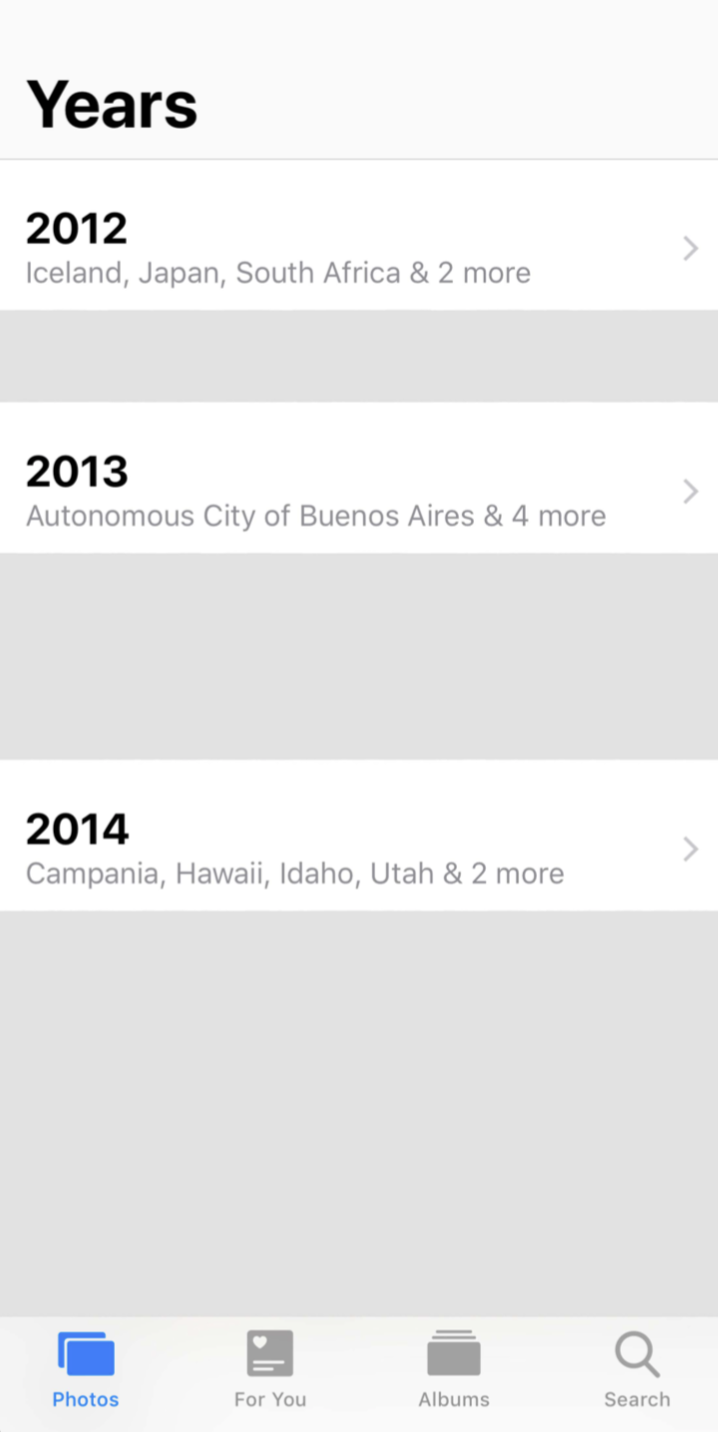 Years
2012
Iceland, Japan, South Africa & 2 more
2013
Autonomous City of Buenos Aires & 4 more
2014
Campania, Hawaii, Idaho, Utah & 2 more
Photos
For You
Albums
Search